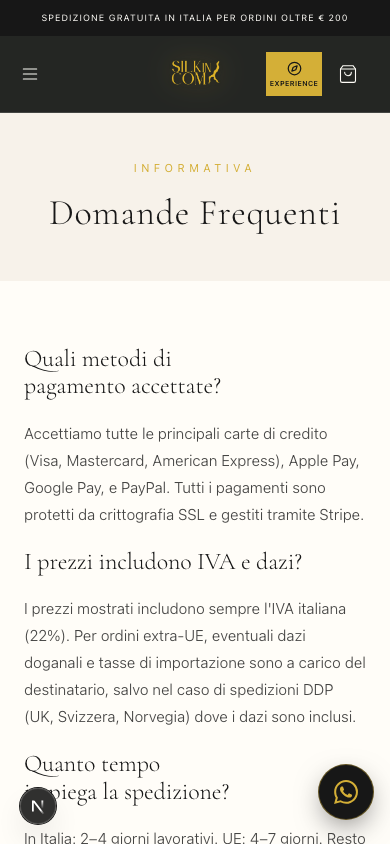 SPEDIZIONE GRATUITA IN ITALIA PER ORDINI OLTRE € 200
SILKIN
COM
EXPERIENCE
INFORMATIVA
Domande Frequenti
Quali metodi di
pagamento accettate?
Accettiamo tutte le principali carte di credito
(Visa, Mastercard, American Express), Apple Pay,
Google Pay, e PayPal. Tutti i pagamenti sono
protetti da crittografia SSL e gestiti tramite Stripe.
I prezzi includono IVA e dazi?
I prezzi mostrati includono sempre l'IVA italiana
(22%). Per ordini extra-UE, eventuali dazi
doganali e tasse di importazione sono a carico del
destinatario, salvo nel caso di spedizioni DDP
(UK, Svizzera, Norvegia) dove i dazi sono inclusi.
Quanto tempo
impiega la spedizione?
N
In Italia: 2–4 giorni lavorativi. UE: 4–7 giorni. Resto